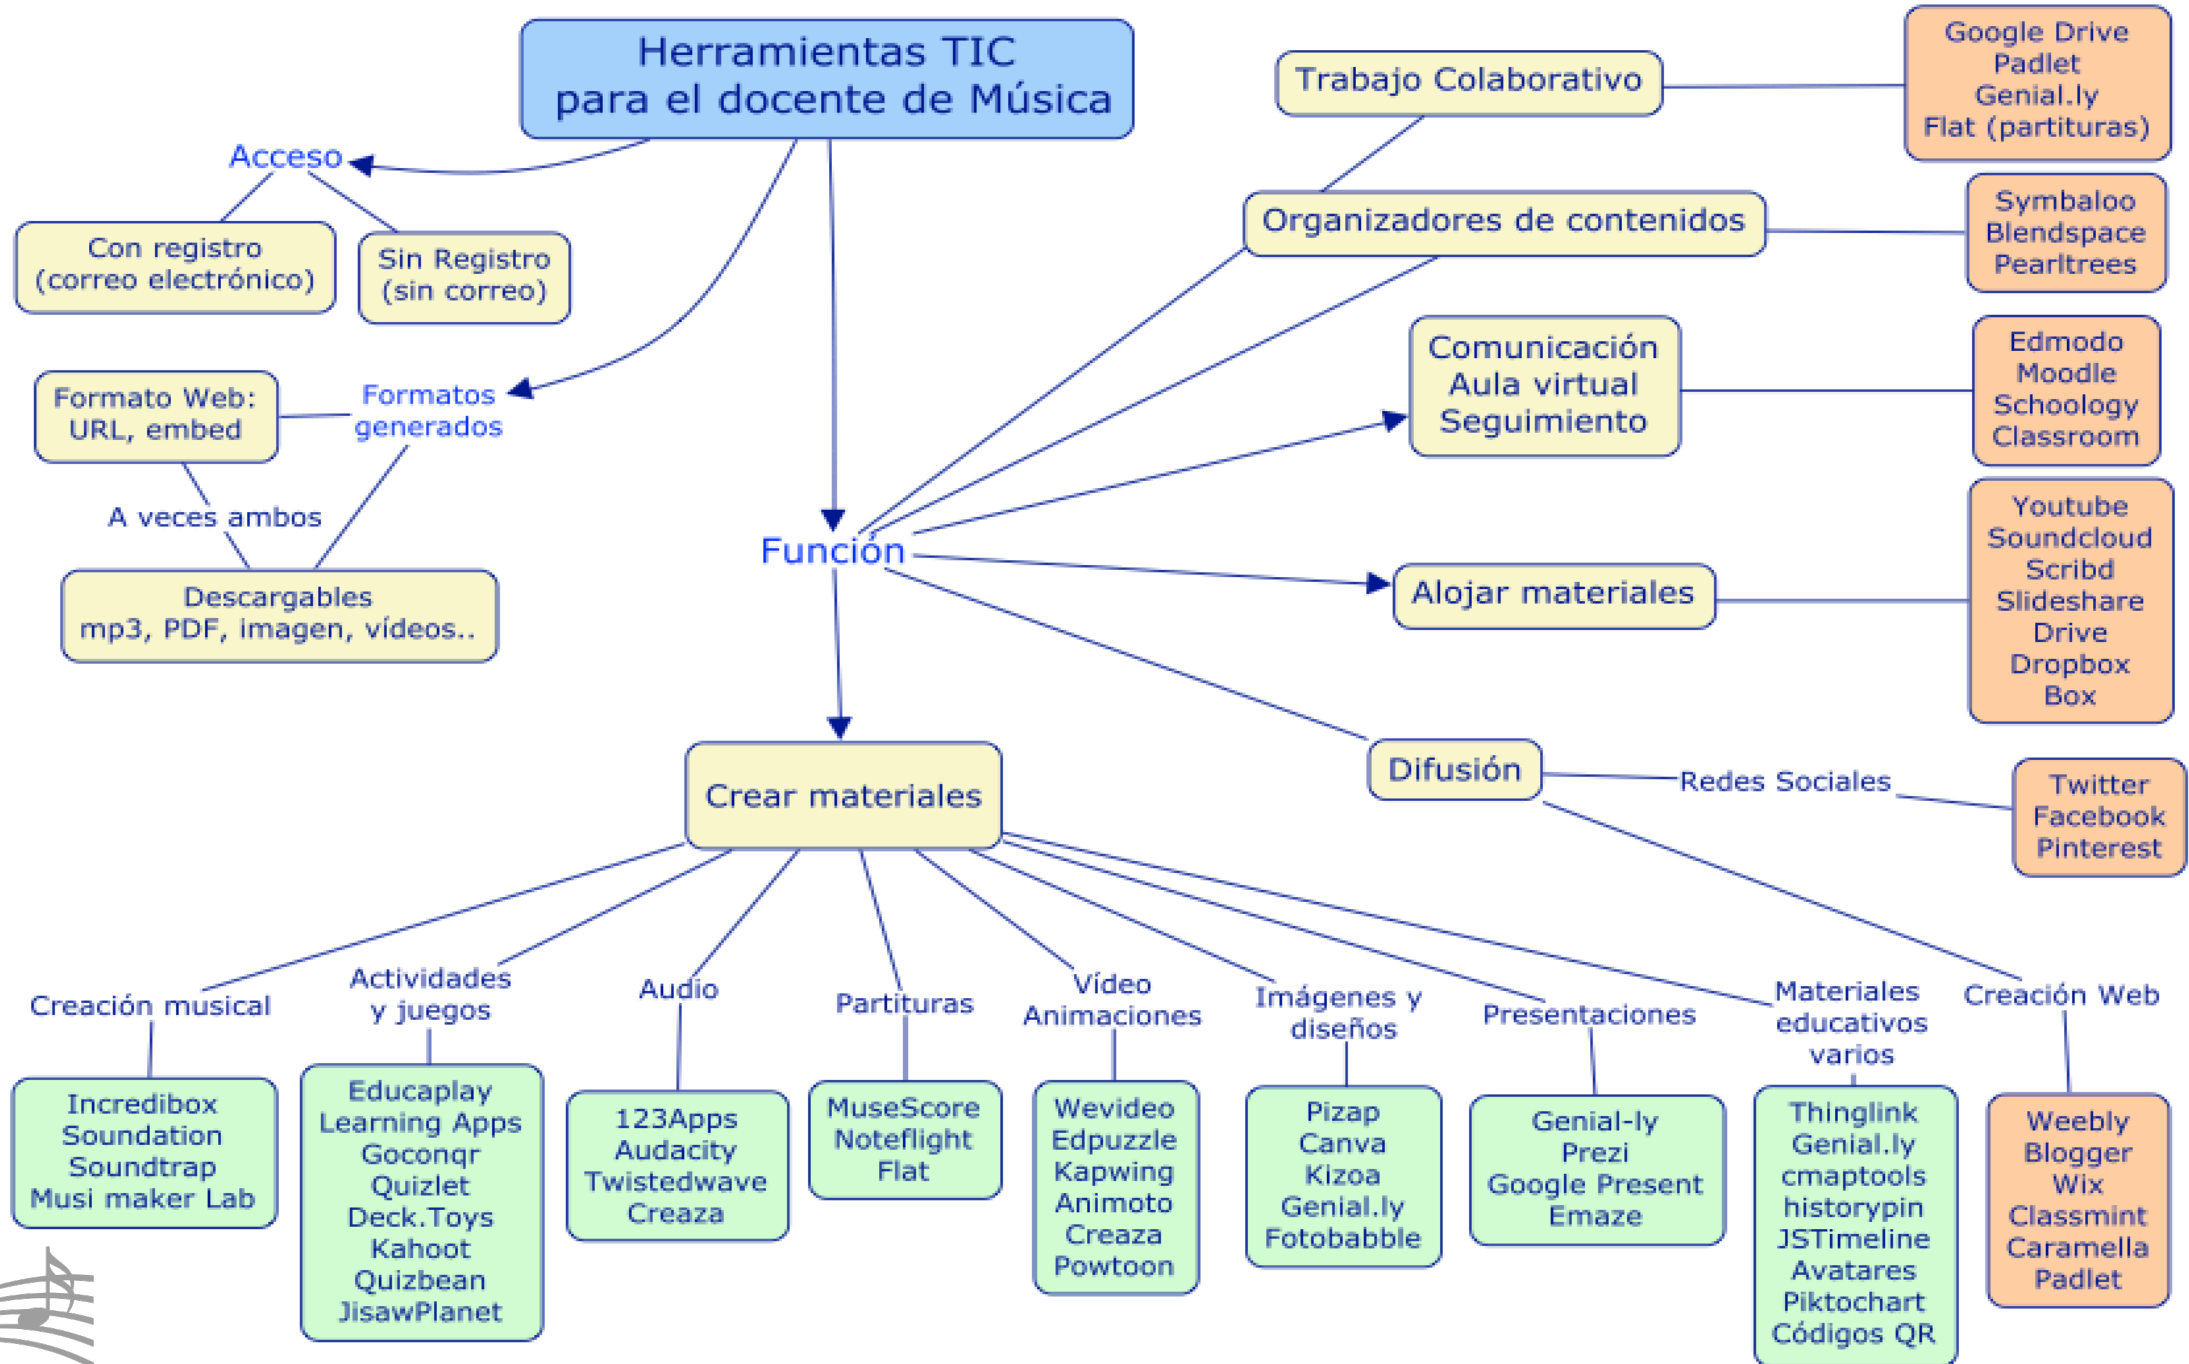 Herramientas TIC
para el docente de Música
Acceso
Con registro
(correo electrónico)
Sin Registro
(sin correo)
Formatos
generados
Formato Web:
URL, embed
A veces ambos
Descargables
mp3, PDF, imagen, vídeos..
Función
Trabajo Colaborativo
Google Drive
Padlet
Genial.ly
Flat (partituras)
Organizadores de contenidos
Symbaloo
Blendspace
Pearltrees
Comunicación
Aula virtual
Seguimiento
Edmodo
Moodle
Schoology
Classroom
Alojar materiales
Youtube
Soundcloud
Scribd
Slideshare
Drive
Dropbox
Box
Difusión
Redes Sociales
Twitter
Facebook
Pinterest
Crear materiales
Creación musical
Incredibox
Soundation
Soundtrap
Musi maker Lab
Actividades
y juegos
Educaplay
Learning Apps
Goconqr
Quizlet
Deck.Toys
Kahoot
Quizbean
JisawPlanet
Audio
123Apps
Audacity
Twistedwave
Creaza
Partituras
MuseScore
Noteflight
Flat
Vídeo
Animaciones
Wevideo
Edpuzzle
Kapwing
Animoto
Creaza
Powtoon
Imágenes y
diseños
Pizap
Canva
Kizoa
Genial.ly
Fotobabble
Presentaciones
Genial-ly
Prezi
Google Present
Emaze
Materiales
educativos
varios
Thinglink
Genial.ly
cmaptools
historypin
JSTimeline
Avatares
Piktochart
Códigos QR
Creación Web
Weebly
Blogger
Wix
Classmint
Caramella
Padlet